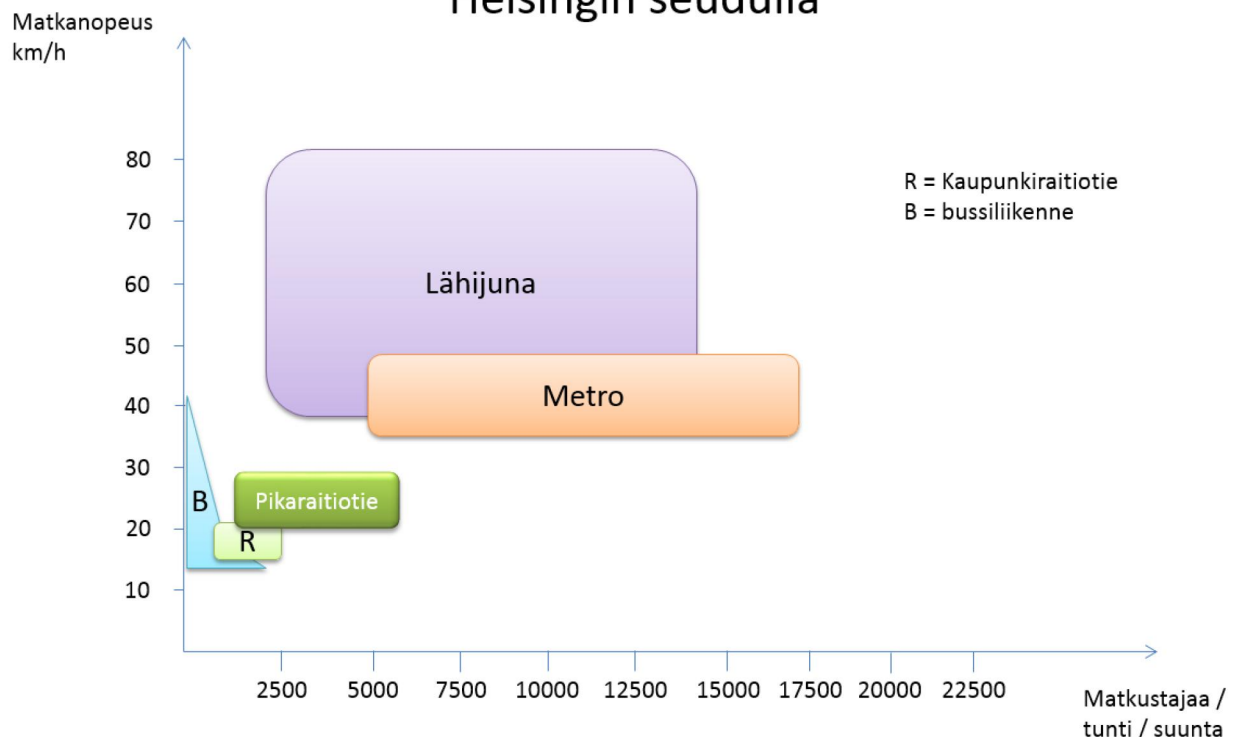 Helsingin seudulla
Matkanopeus
km/h
80
70
60
50
40
30
20
10
R = Kaupunkiraitiotie
B = bussiliikenne
Lähijuna
Metro
B
Pikaraitiotie
R
2500 5000 7500 10000 12500 15000 17500 20000 22500
Matkustajaa /
tunti / suunta